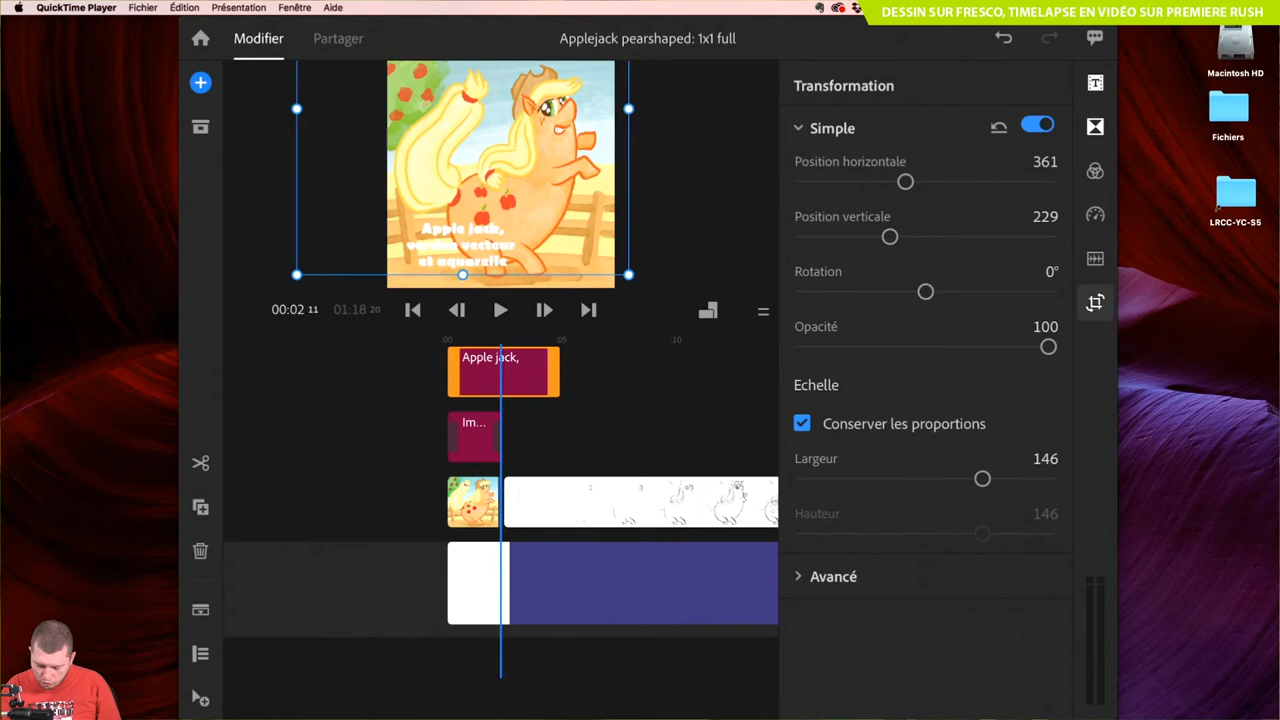 QuickTime Player Fichier Édition Présentation Fenêtre Aide
DESSIN SUR FRESCO, TIMELAPSE EN VIDÉO SUR PREMIERE RUSH
Modifier Partager Applejack pearshaped: 1x1 full
Macintosh HD
Fichiers
LRCC-YC-S5
Transformation
Simple
Position horizontale 361
Position verticale 229
Rotation 0°
Opacité 100
Echelle
Conserver les proportions
Largeur 146
Hauteur 146
Avancé
Apple jack,
version vecteur
et aquarelle
00:02 11 01:18 20
:00 :05 :10
Apple jack,
Im...